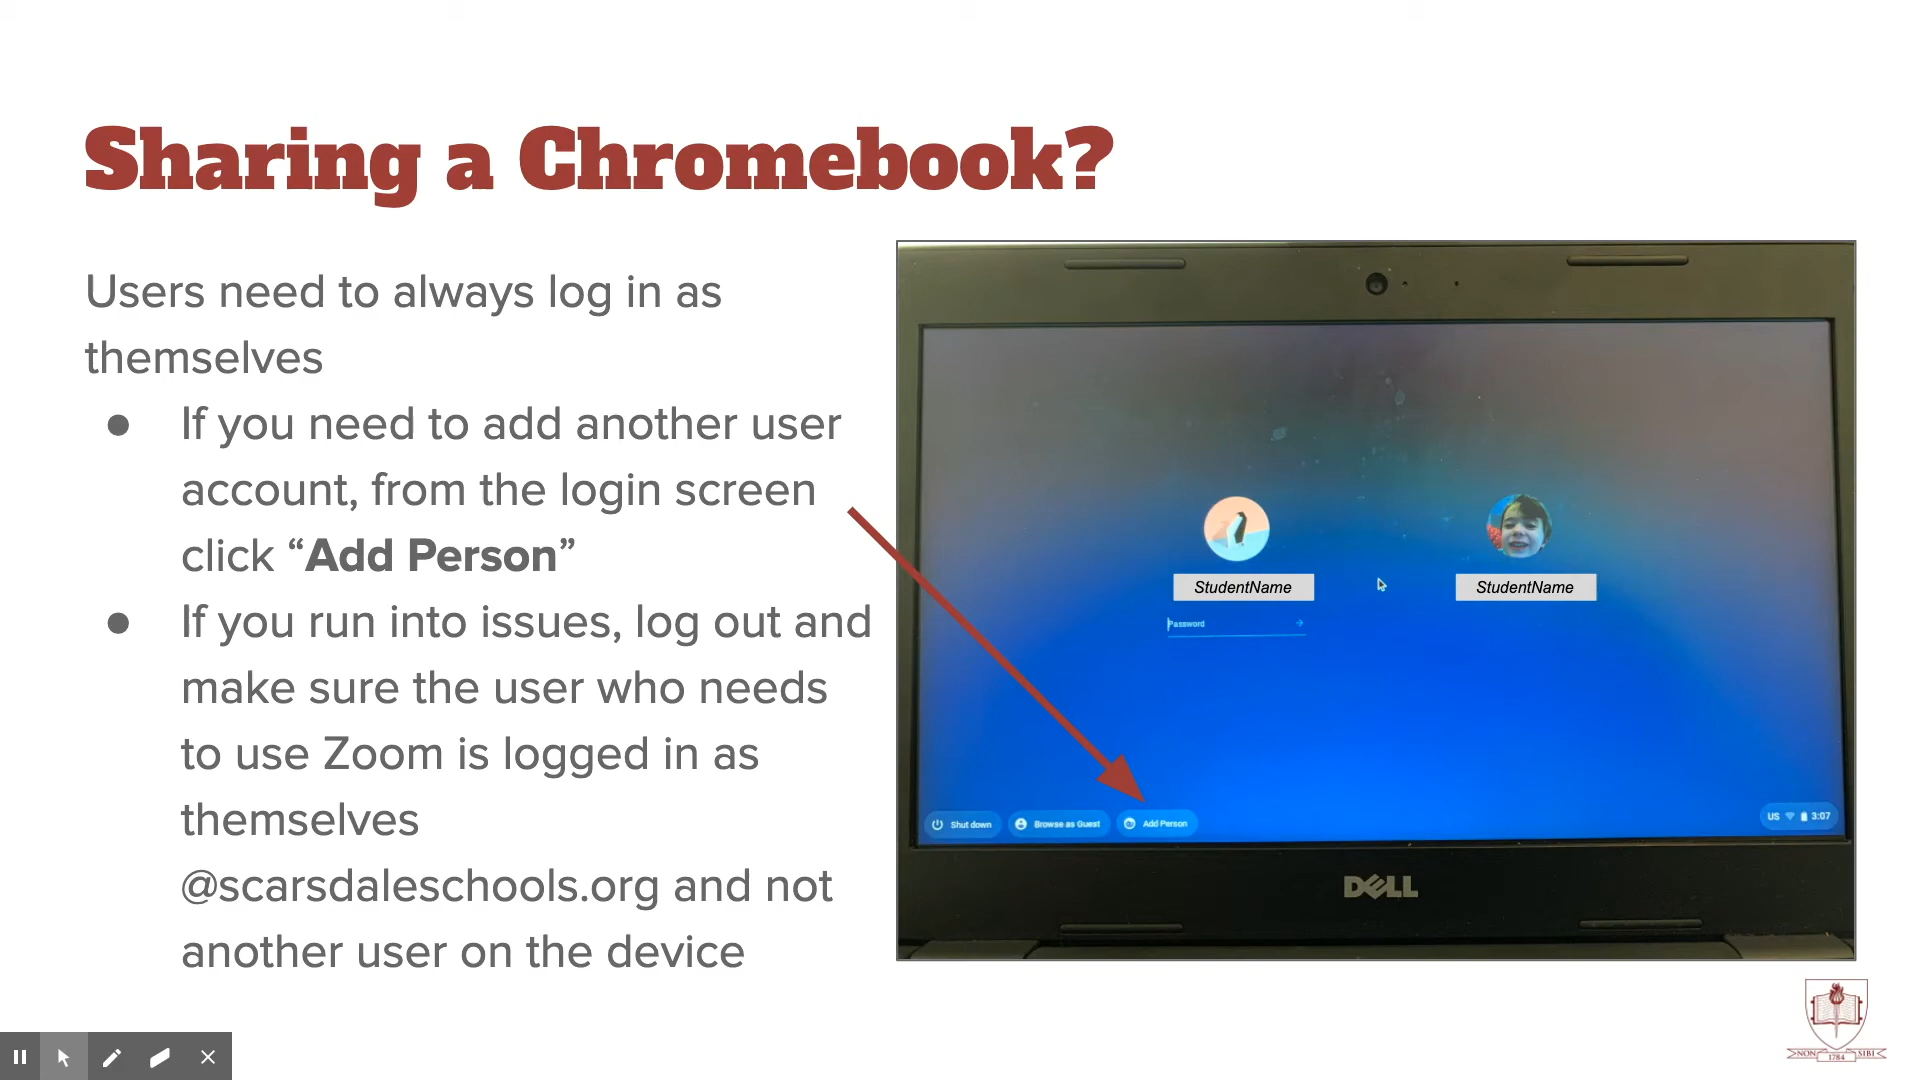 Sharing a Chromebook?
Users need to always log in as
themselves
● If you need to add another user
account, from the login screen
click “Add Person”
● If you run into issues, log out and
make sure the user who needs
to use Zoom is logged in as
themselves
@scarsdaleschools.org and not
another user on the device
StudentName
StudentName
Password
Shut down
Browse as Guest
Add Person
US
3:07
DELL
NON
1784
SIBI